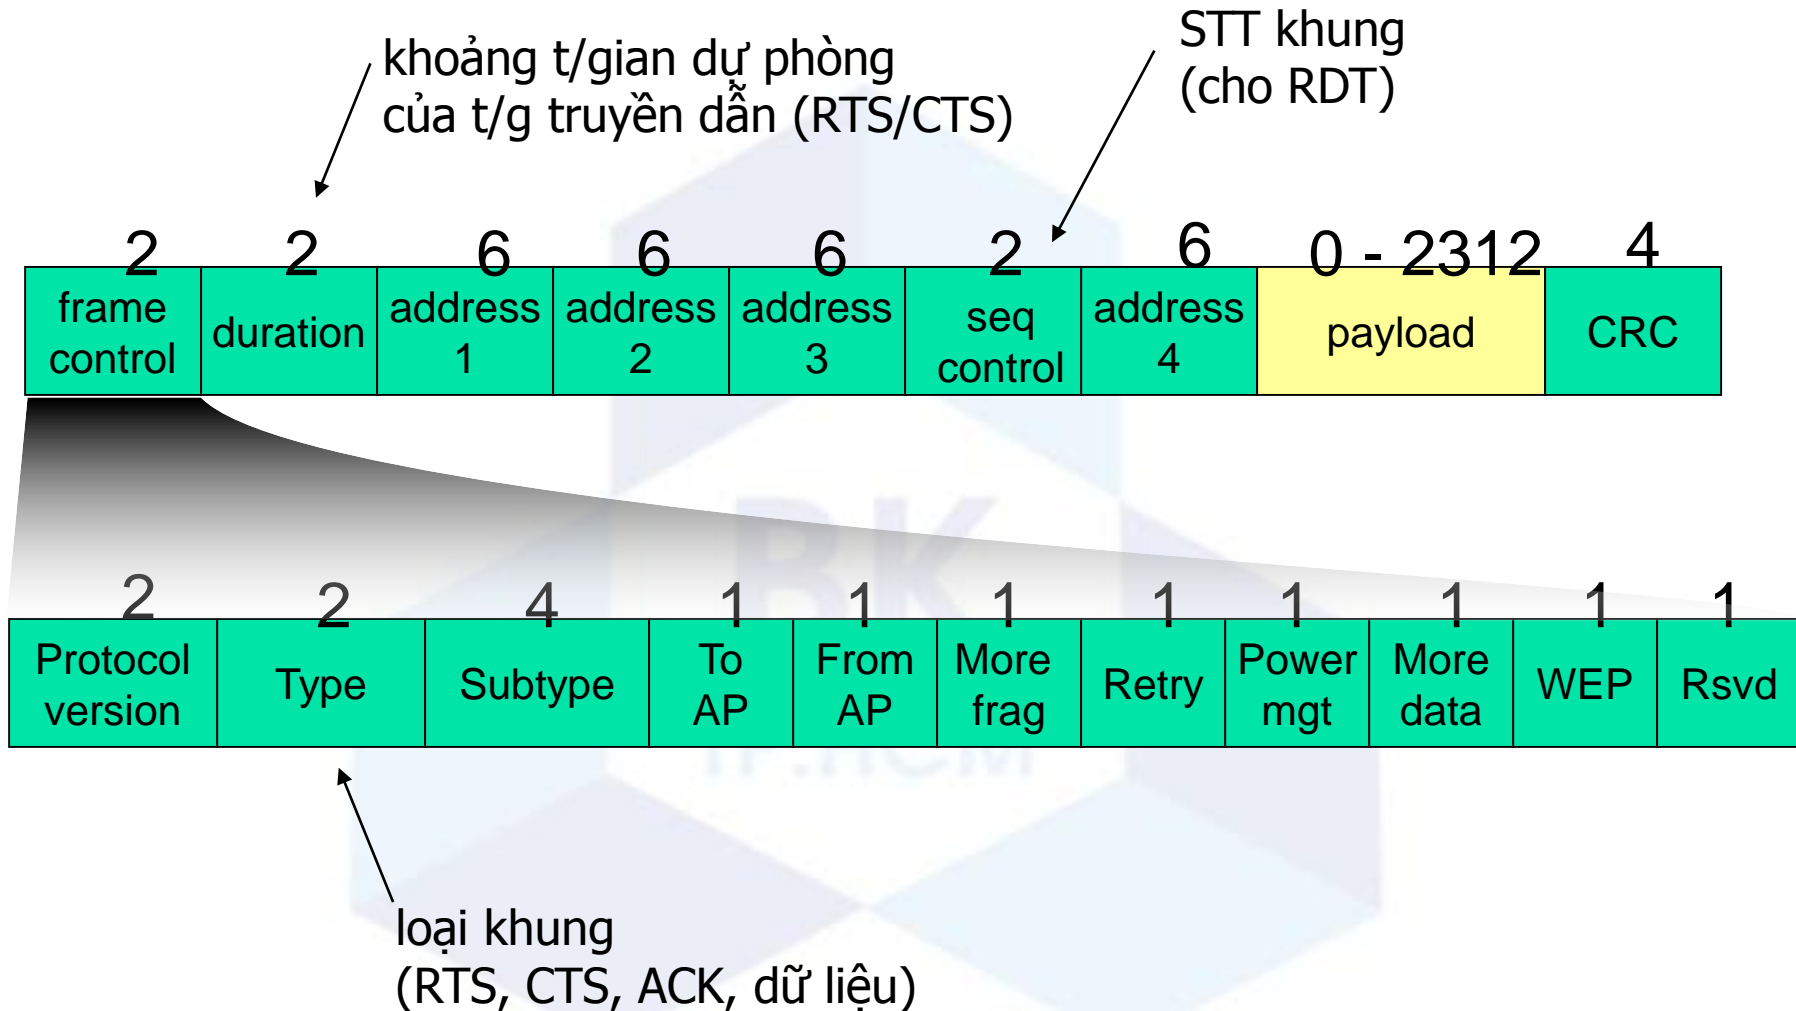 khoảng t/gian dự phòng
của t/g truyền dẫn (RTS/CTS)
STT khung
(cho RDT)
2 2 6 6 6 2 6 0 - 2312 4
frame
control
duration
address
1
address
2
address
3
seq
control
address
4
payload
CRC
2 2 4 1 1 1 1 1 1 1 1
Protocol
version
Type
Subtype
To
AP
From
AP
More
frag
Retry
Power
mgt
More
data
WEP
Rsvd
loại khung
(RTS, CTS, ACK, dữ liệu)
BK
TP.HCM